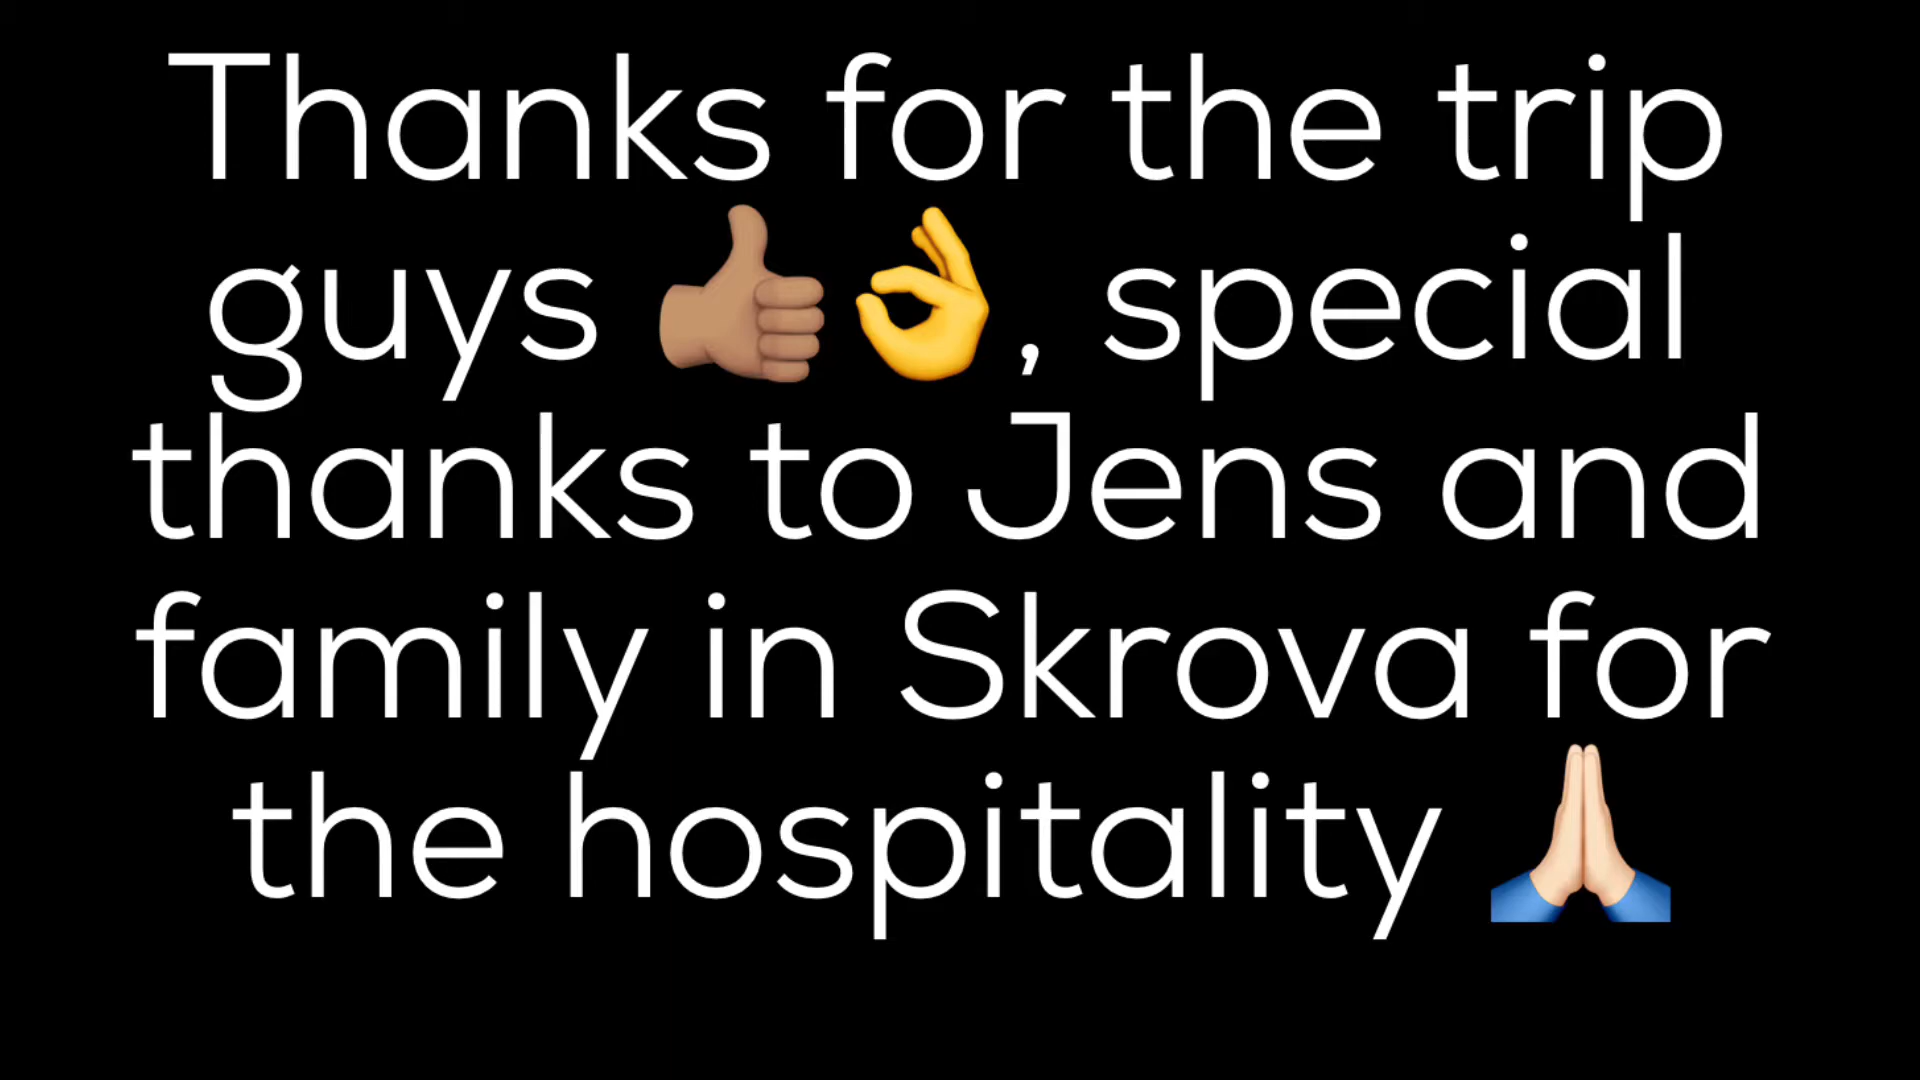 Thanks for the trip
guys 👍🏽👌, special
thanks to Jens and
family in Skrova for
the hospitality 🙏🏻